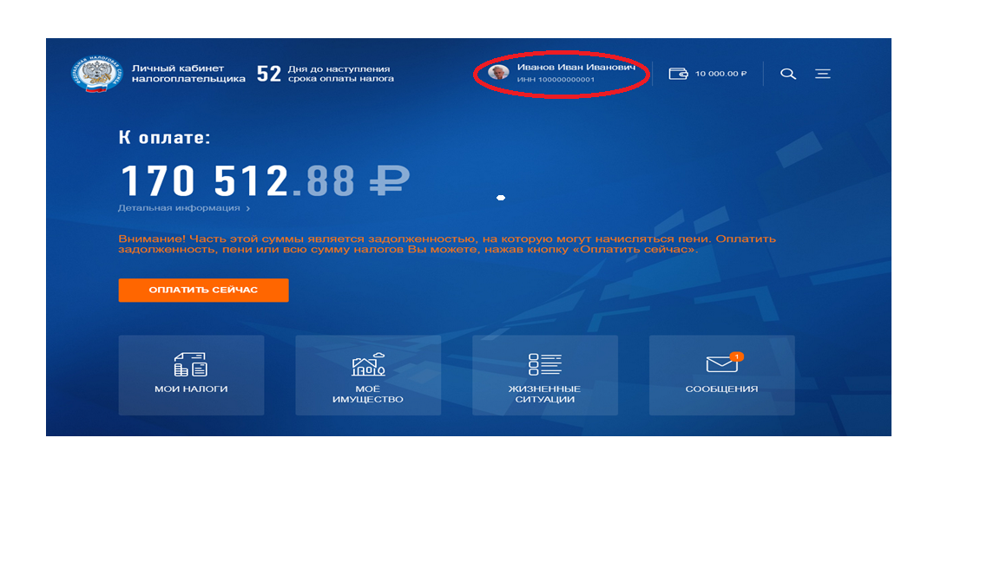 Личный кабинет
налогоплательщика
52
Дня до наступления
срока оплаты налога
Иванов Иван Иванович
ИНН 100000000001
10 000.00 ₽
К оплате:
170 512.88 ₽
Детальная информация ›
Внимание! Часть этой суммы является задолженностью, на которую могут начисляться пени. Оплатить
задолженность, пени или всю сумму налогов Вы можете, нажав кнопку «Оплатить сейчас».
ОПЛАТИТЬ СЕЙЧАС
МОИ НАЛОГИ
МОЁ
ИМУЩЕСТВО
ЖИЗНЕННЫЕ
СИТУАЦИИ
1
СООБЩЕНИЯ